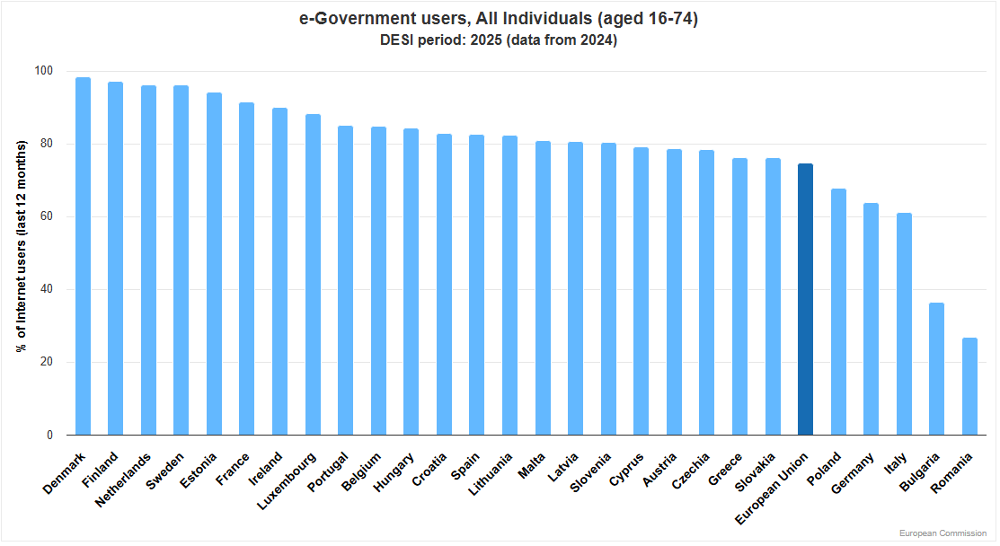 e-Government users, All Individuals (aged 16-74)
DESI period: 2025 (data from 2024)
% of Internet users (last 12 months)
100
80
60
40
20
0
Denmark
Finland
Netherlands
Sweden
Estonia
France
Ireland
Luxembourg
Portugal
Belgium
Hungary
Croatia
Spain
Lithuania
Malta
Latvia
Slovenia
Cyprus
Austria
Czechia
Greece
Slovakia
European Union
Poland
Germany
Italy
Bulgaria
Romania
European Commission